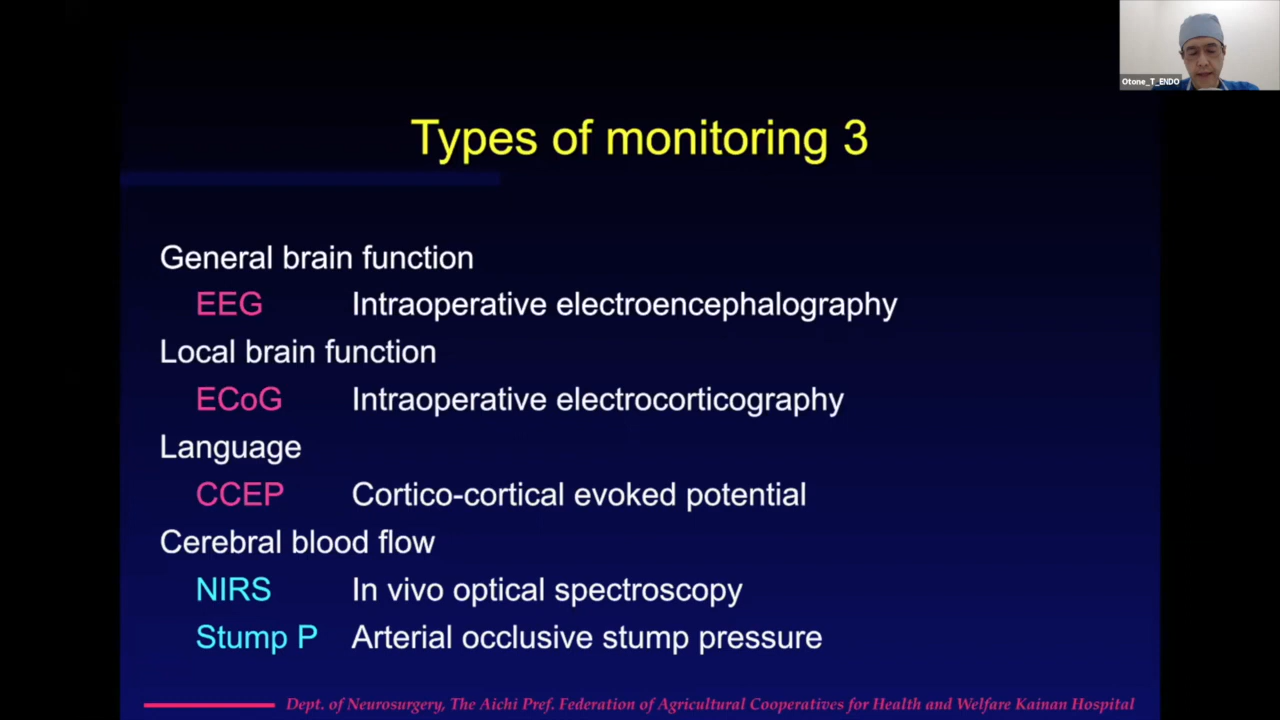 Otone_T_ENDO
Types of monitoring 3
General brain function
EEG Intraoperative electroencephalography
Local brain function
ECoG Intraoperative electrocorticography
Language
CCEP Cortico-cortical evoked potential
Cerebral blood flow
NIRS In vivo optical spectroscopy
Stump P Arterial occlusive stump pressure
Dept. of Neurosurgery, The Aichi Pref. Federation of Agricultural Cooperatives for Health and Welfare Kainan Hospital